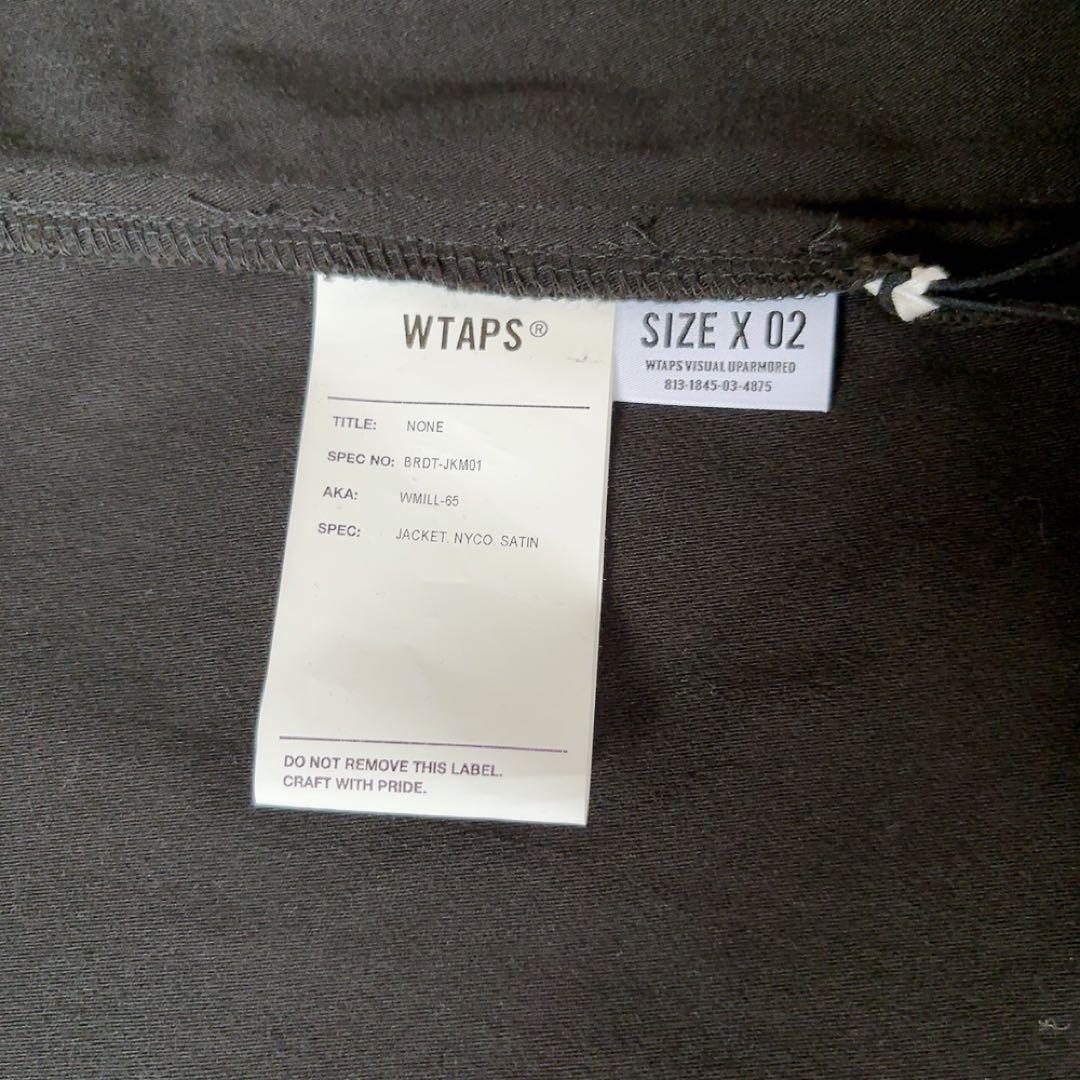 WTAPS®
TITLE: NONE
SPEC NO: BRDT-JKM01
AKA: WMILL-65
SPEC: JACKET. NYCO. SATIN
DO NOT REMOVE THIS LABEL.
CRAFT WITH PRIDE.
SIZE X 02
WTAPS VISUAL UPARMORED
813-1845-03-4875